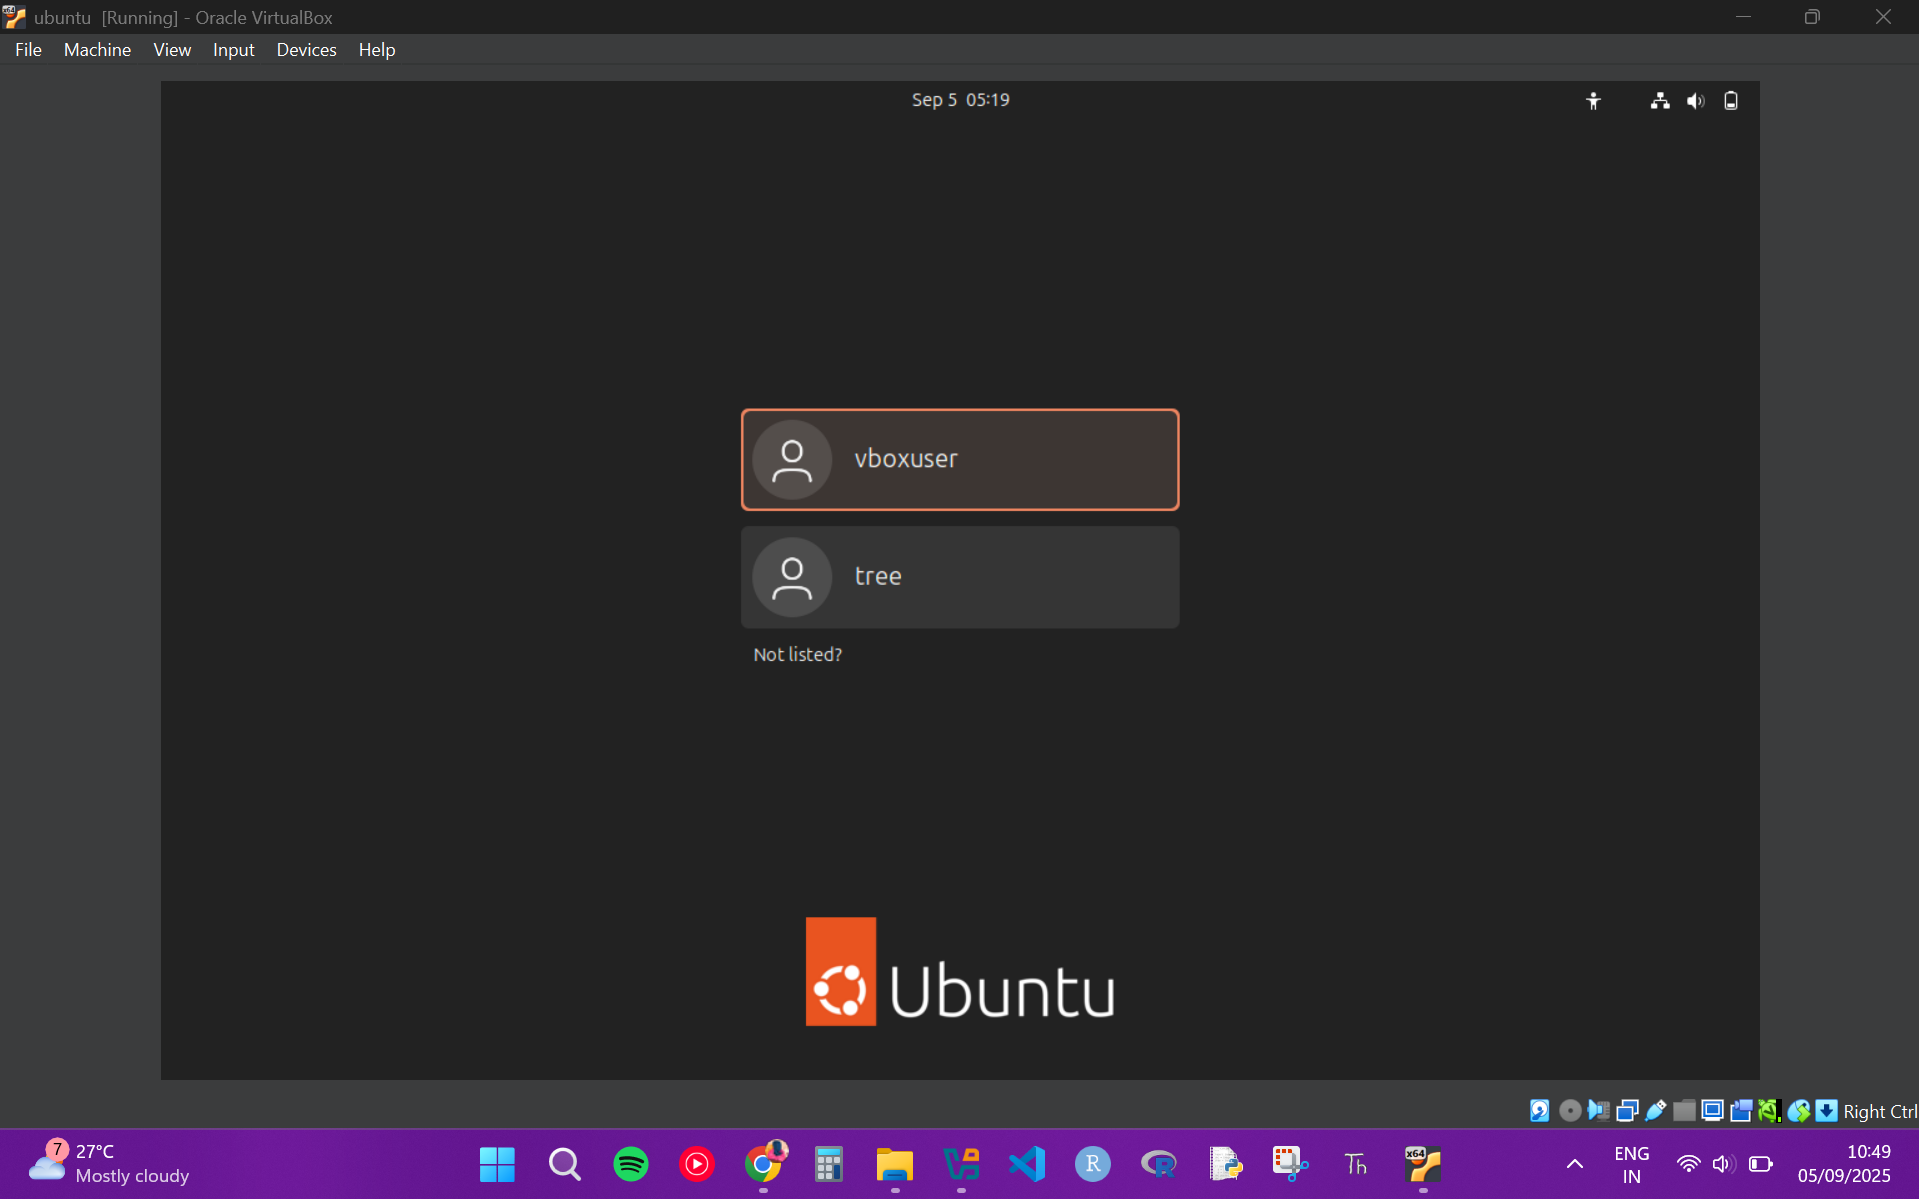 ubuntu [Running] - Oracle VirtualBox
File Machine View Input Devices Help
Sep 5 05:19
vboxuser
tree
Not listed?
Ubuntu
Right Ctrl
7
27°C
Mostly cloudy
R
R
Th
x64
ENG
IN
10:49
05/09/2025